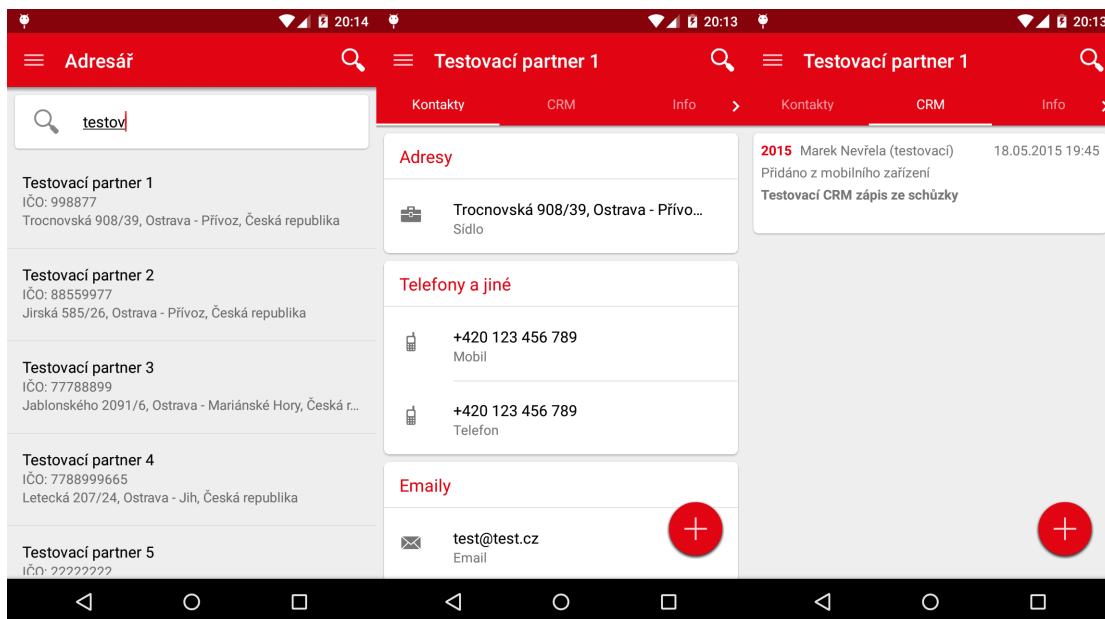 20:14
Adresář
testov
Testovací partner 1
IČO: 998877
Trocnovská 908/39, Ostrava - Přívoz, Česká republika
Testovací partner 2
IČO: 88559977
Jirská 585/26, Ostrava - Přívoz, Česká republika
Testovací partner 3
IČO: 77788899
Jablonského 2091/6, Ostrava - Mariánské Hory, Česká r...
Testovací partner 4
IČO: 7788999665
Letecká 207/24, Ostrava - Jih, Česká republika
Testovací partner 5
IČO: 22222222
20:13
Testovací partner 1
Kontakty CRM Info
Adresy
Trocnovská 908/39, Ostrava - Přívo...
Sídlo
Telefony a jiné
+420 123 456 789
Mobil
+420 123 456 789
Telefon
Emaily
test@test.cz
Email
20:13
Testovací partner 1
Kontakty CRM Info
2015 Marek Nevřela (testovací) 18.05.2015 19:45
Přidáno z mobilního zařízení
Testovací CRM zápis ze schůzky